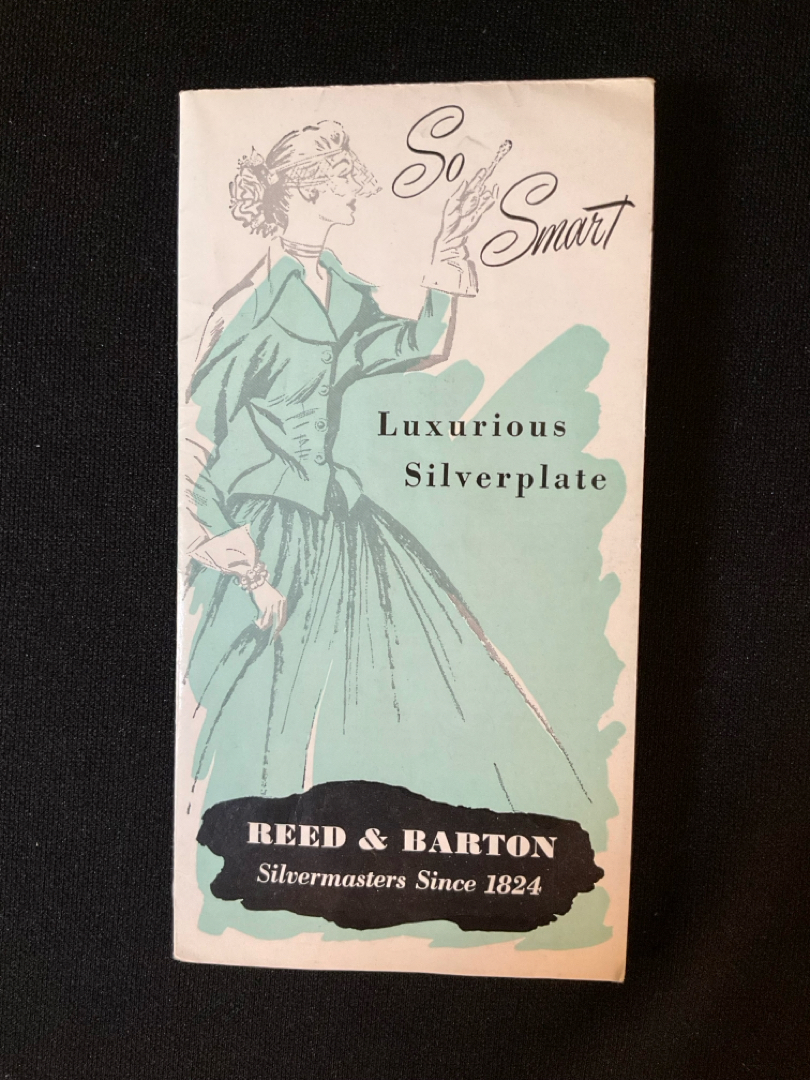 So
Smart
Luxurious
Silverplate
REED & BARTON
Silvermasters Since 1824